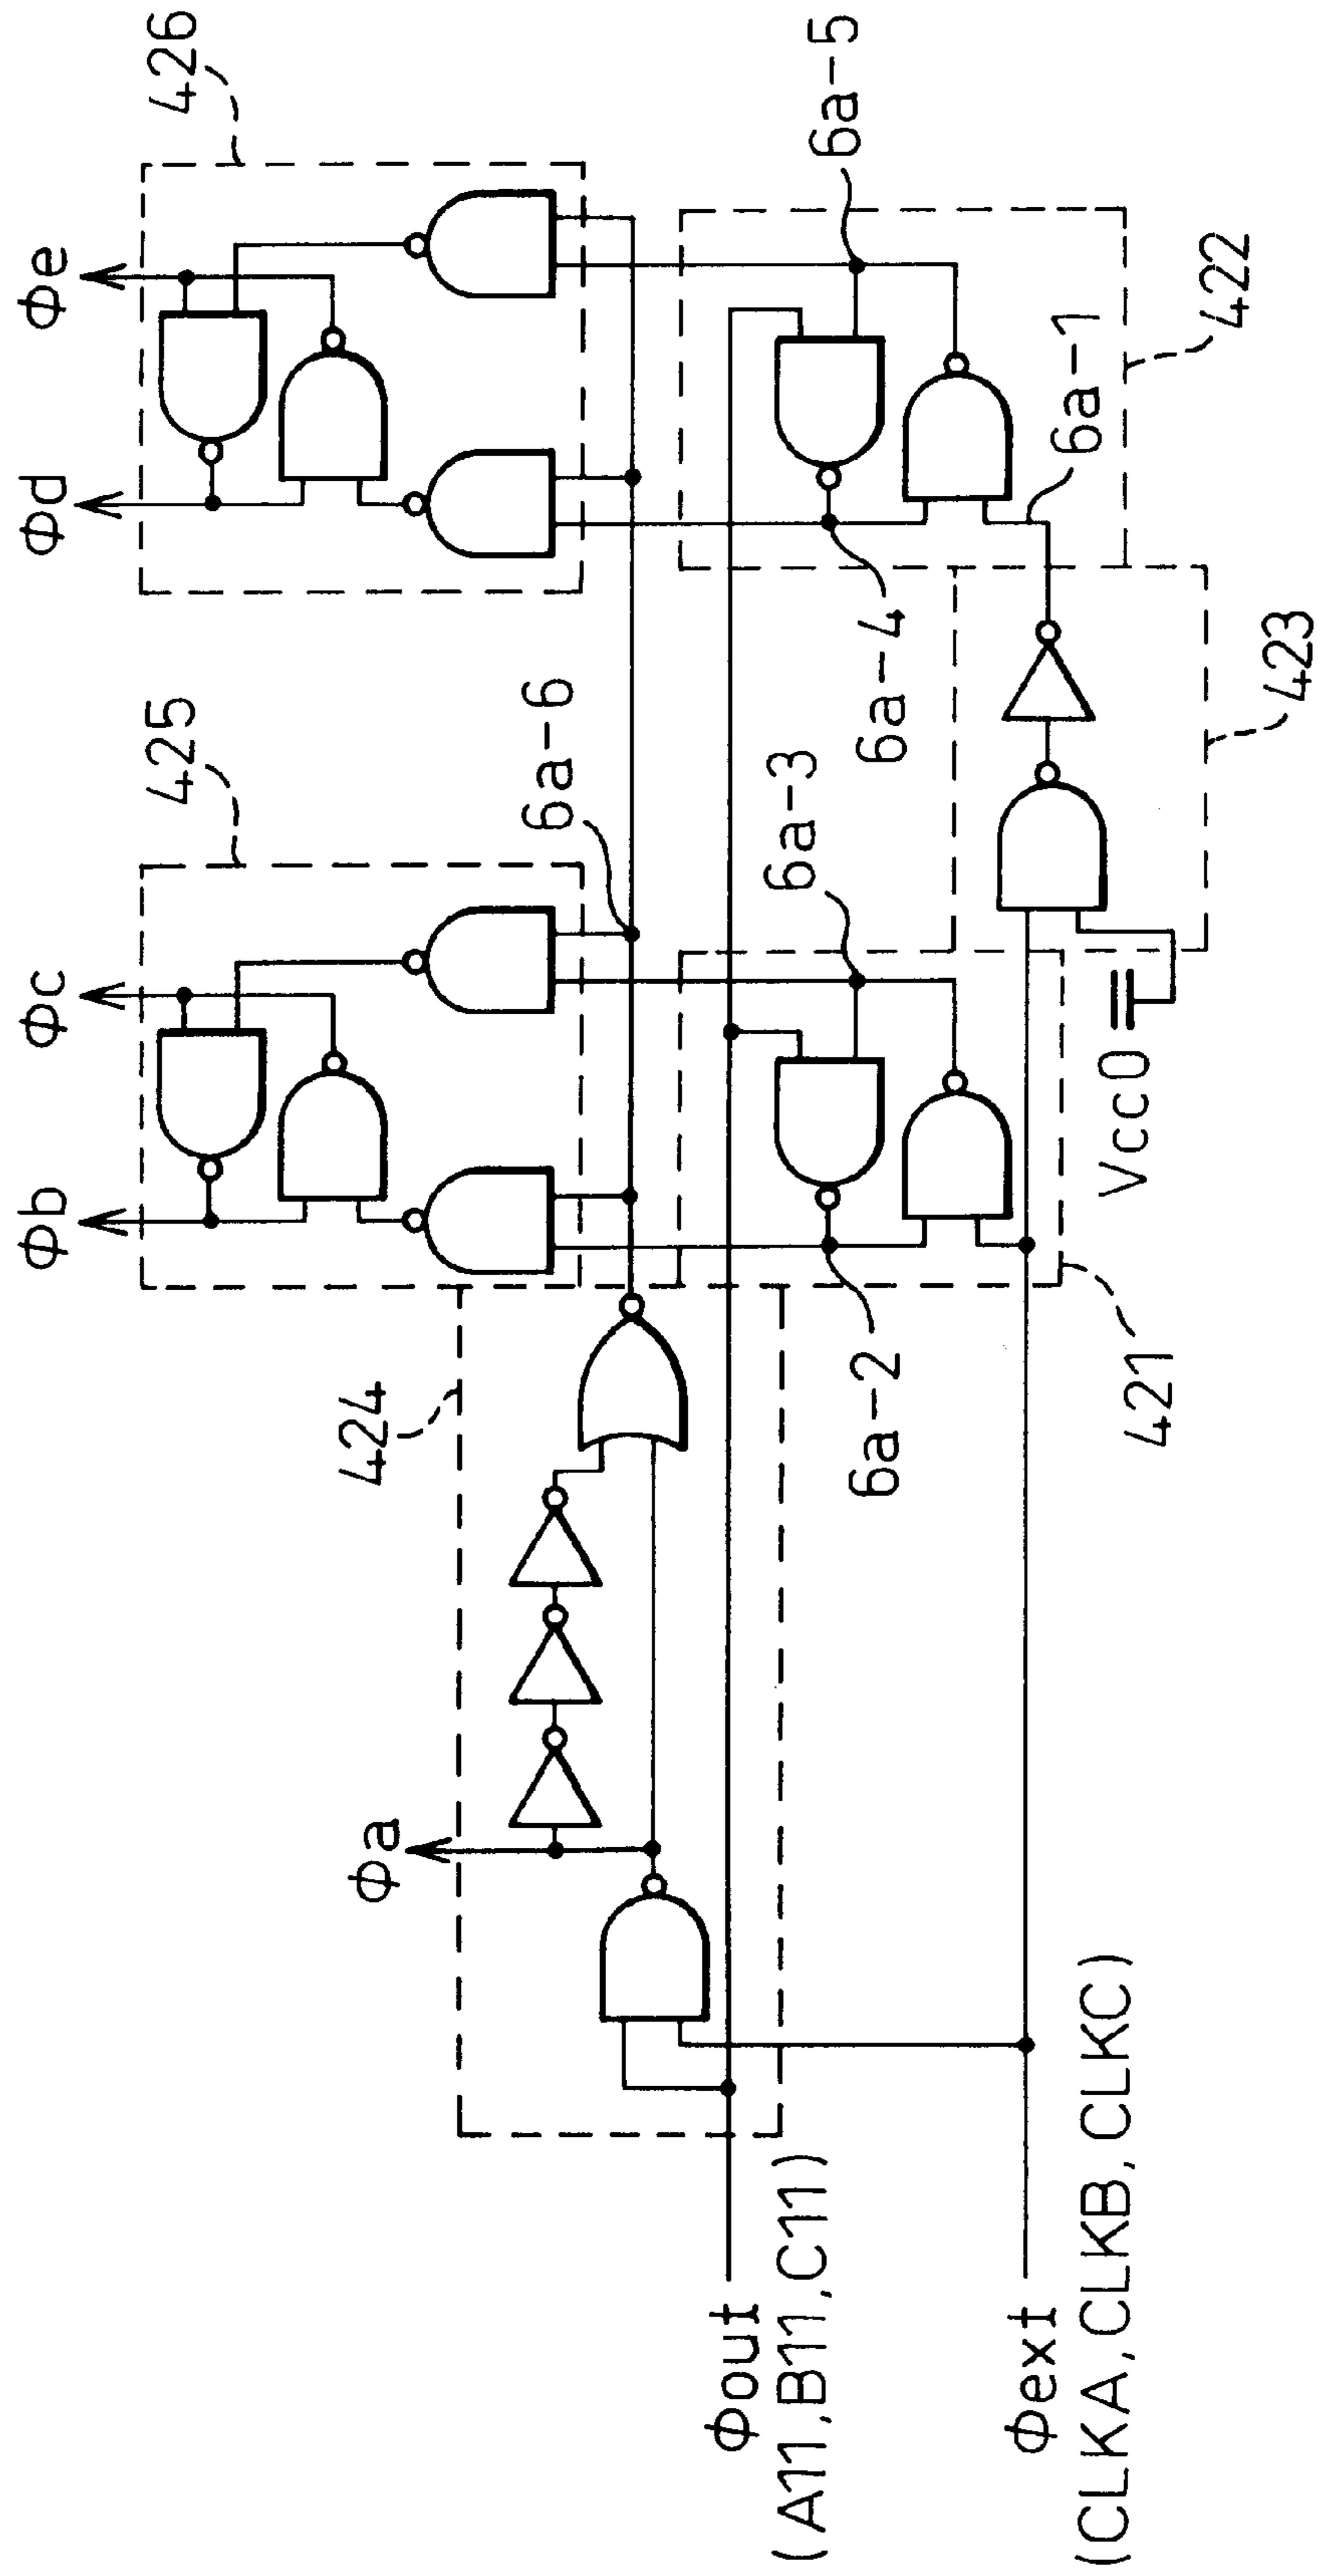 Φa
Φb
Φc
Φd
Φe
424
425
426
6a-6
6a-2
6a-3
6a-4
6a-5
6a-1
Φout
(A11,B11,C11)
Φext
(CLKA,CLKB,CLKC)
421
Vcc0
423
422